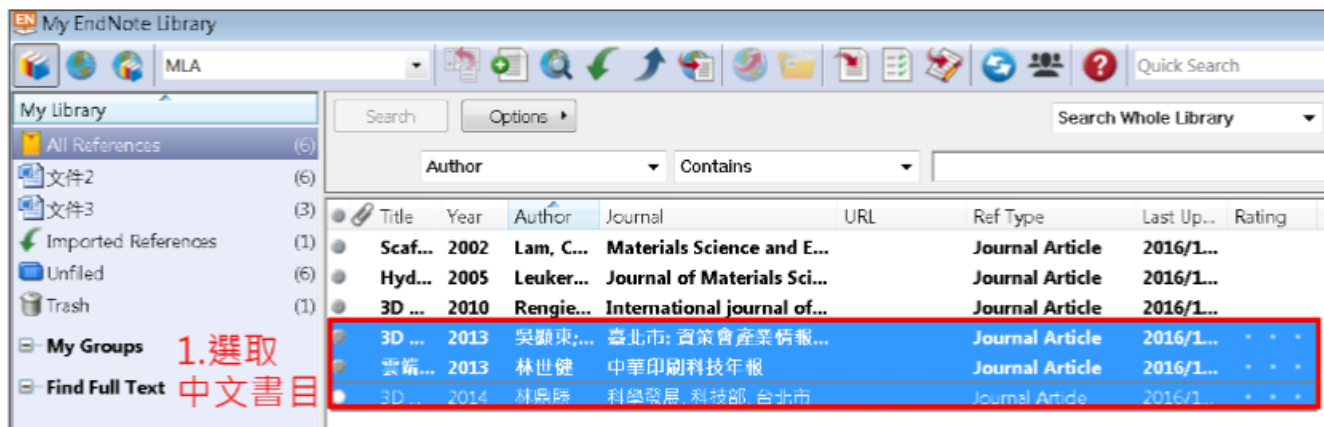 EN My EndNote Library
MLA Quick Search
My Library Search Options Search Whole Library
All References (6)
文件2 (6) Author Contains
文件3 (3) Title Year Author Journal URL Ref Type Last Up... Rating
Imported References (1) Scaf... 2002 Lam, C... Materials Science and E... Journal Article 2016/1...
Unfiled (6) Hyd... 2005 Leuker... Journal of Materials Sci... Journal Article 2016/1...
Trash (1) 3D ... 2010 Rengie... International journal of... Journal Article 2016/1...
My Groups 1.選取 3D ... 2013 吳顯東;... 臺北市: 資策會產業情報... Journal Article 2016/1...
雲端... 2013 林世健 中華印刷科技年報 Journal Article 2016/1...
Find Full Text 中文書目 3D ... 2014 林鼎勝 科學發展, 科技部, 台北市 Journal Article 2016/1...